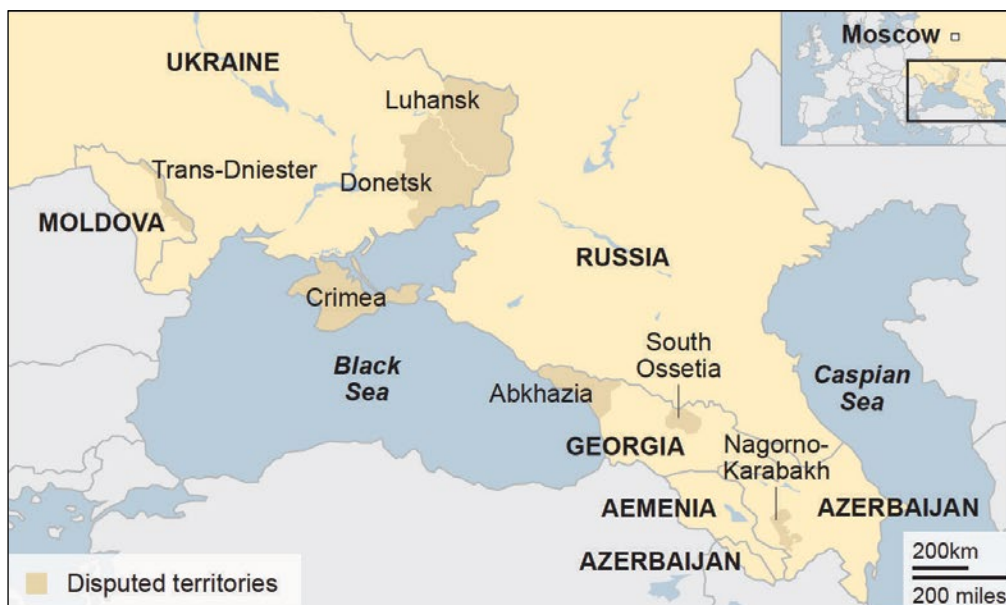 Moscow
UKRAINE
Luhansk
Trans-Dniester
Donetsk
MOLDOVA
RUSSIA
Crimea
South
Ossetia
Black
Sea
Caspian
Sea
Abkhazia
GEORGIA
Nagorno-
Karabakh
AEMENIA
AZERBAIJAN
AZERBAIJAN
200km
200 miles
Disputed territories